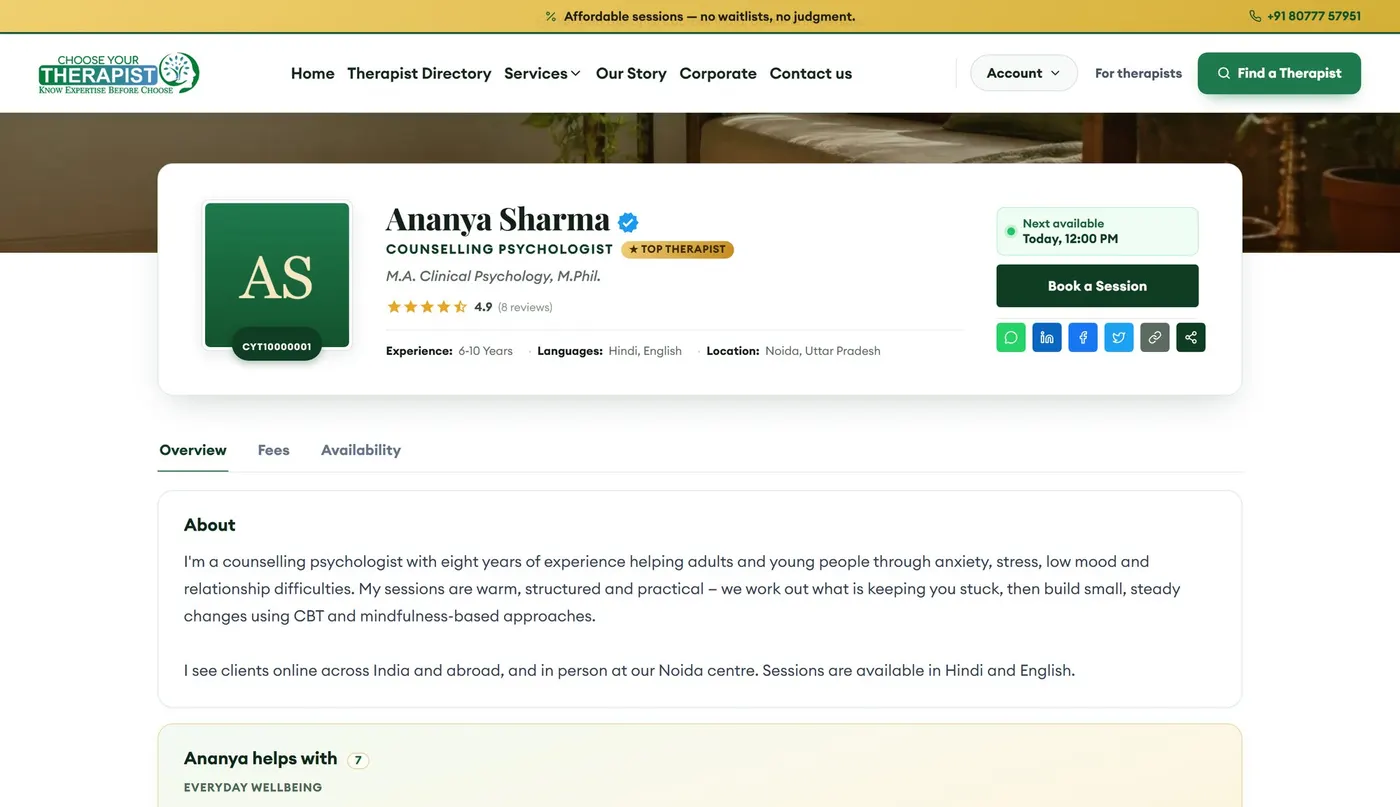 Affordable sessions — no waitlists, no judgment.
+91 80777 57951
CHOOSE YOUR
THERAPIST
KNOW EXPERTISE BEFORE CHOOSE
Home Therapist Directory Services Our Story Corporate Contact us
Account
For therapists
Find a Therapist
AS
CYT10000001
Ananya Sharma
COUNSELLING PSYCHOLOGIST
★ TOP THERAPIST
M.A. Clinical Psychology, M.Phil.
4.9 (8 reviews)
Experience: 6-10 Years · Languages: Hindi, English · Location: Noida, Uttar Pradesh
Next available
Today, 12:00 PM
Book a Session
Overview Fees Availability
About
I'm a counselling psychologist with eight years of experience helping adults and young people through anxiety, stress, low mood and
relationship difficulties. My sessions are warm, structured and practical – we work out what is keeping you stuck, then build small, steady
changes using CBT and mindfulness-based approaches.
I see clients online across India and abroad, and in person at our Noida centre. Sessions are available in Hindi and English.
Ananya helps with 7
EVERYDAY WELLBEING